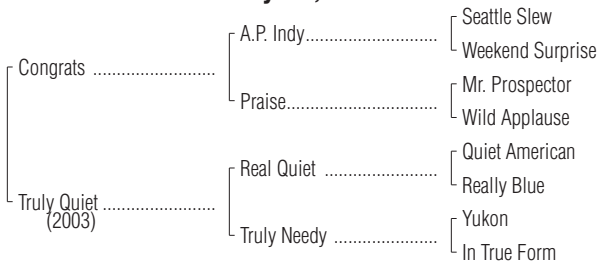 Seattle Slew
A.P. Indy..............................
Weekend Surprise
Congrats ........................
Mr. Prospector
Praise..................................
Wild Applause
Quiet American
Real Quiet ......................
Really Blue
Truly Quiet ......................
(2003)
Yukon
Truly Needy ....................
In True Form